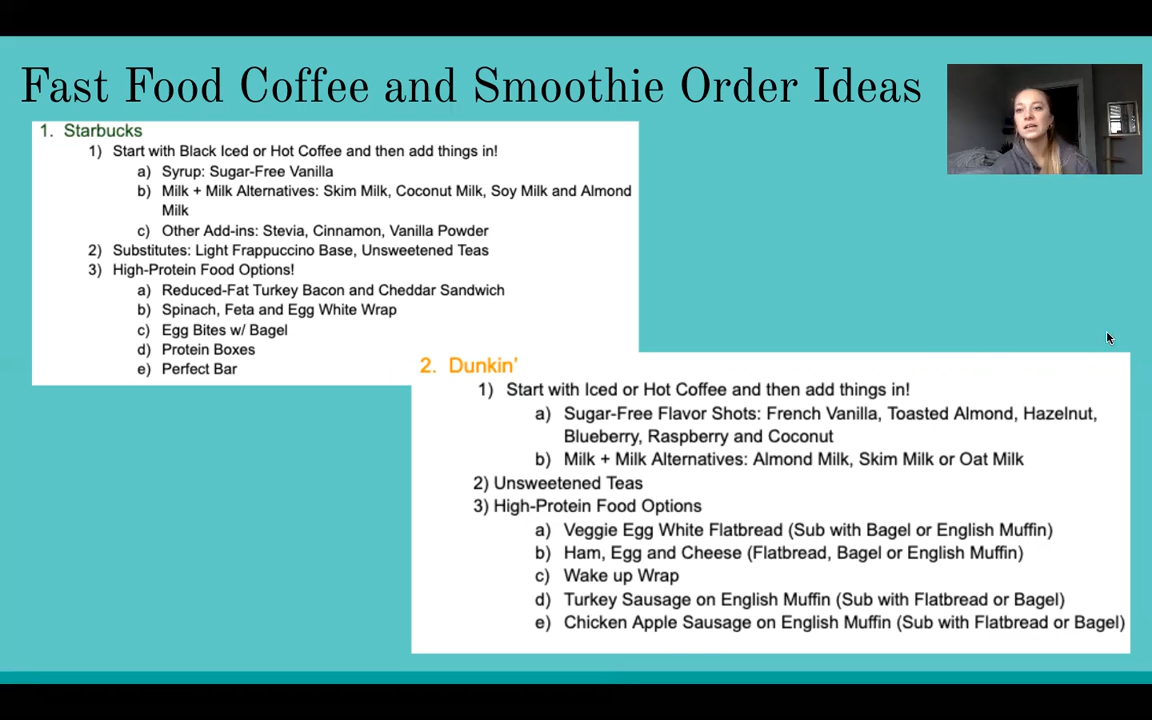 Fast Food Coffee and Smoothie Order Ideas
1. Starbucks
1) Start with Black Iced or Hot Coffee and then add things in!
a) Syrup: Sugar-Free Vanilla
b) Milk + Milk Alternatives: Skim Milk, Coconut Milk, Soy Milk and Almond
Milk
c) Other Add-ins: Stevia, Cinnamon, Vanilla Powder
2) Substitutes: Light Frappuccino Base, Unsweetened Teas
3) High-Protein Food Options!
a) Reduced-Fat Turkey Bacon and Cheddar Sandwich
b) Spinach, Feta and Egg White Wrap
c) Egg Bites w/ Bagel
d) Protein Boxes
e) Perfect Bar
2. Dunkin'
1) Start with Iced or Hot Coffee and then add things in!
a) Sugar-Free Flavor Shots: French Vanilla, Toasted Almond, Hazelnut,
Blueberry, Raspberry and Coconut
b) Milk + Milk Alternatives: Almond Milk, Skim Milk or Oat Milk
2) Unsweetened Teas
3) High-Protein Food Options
a) Veggie Egg White Flatbread (Sub with Bagel or English Muffin)
b) Ham, Egg and Cheese (Flatbread, Bagel or English Muffin)
c) Wake up Wrap
d) Turkey Sausage on English Muffin (Sub with Flatbread or Bagel)
e) Chicken Apple Sausage on English Muffin (Sub with Flatbread or Bagel)